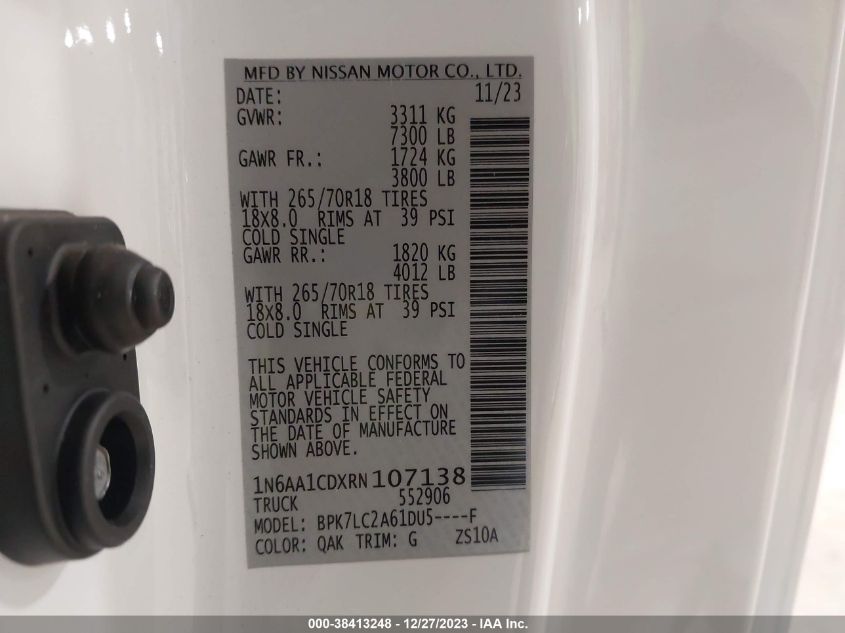 MFD BY NISSAN MOTOR CO., LTD.
DATE: 11/23
GVWR: 3311 KG
7300 LB
GAWR FR.: 1724 KG
3800 LB
WITH 265/70R18 TIRES
18X8.0 RIMS AT 39 PSI
COLD SINGLE
GAWR RR.: 1820 KG
4012 LB
WITH 265/70R18 TIRES
18X8.0 RIMS AT 39 PSI
COLD SINGLE
THIS VEHICLE CONFORMS TO
ALL APPLICABLE FEDERAL
MOTOR VEHICLE SAFETY
STANDARDS IN EFFECT ON
THE DATE OF MANUFACTURE
SHOWN ABOVE.
1N6AA1CDXRN107138
TRUCK 552906
MODEL: BPK7LC2A61DU5----F
COLOR: QAK TRIM: G ZS10A
000-38413248 - 12/27/2023 - IAA Inc.